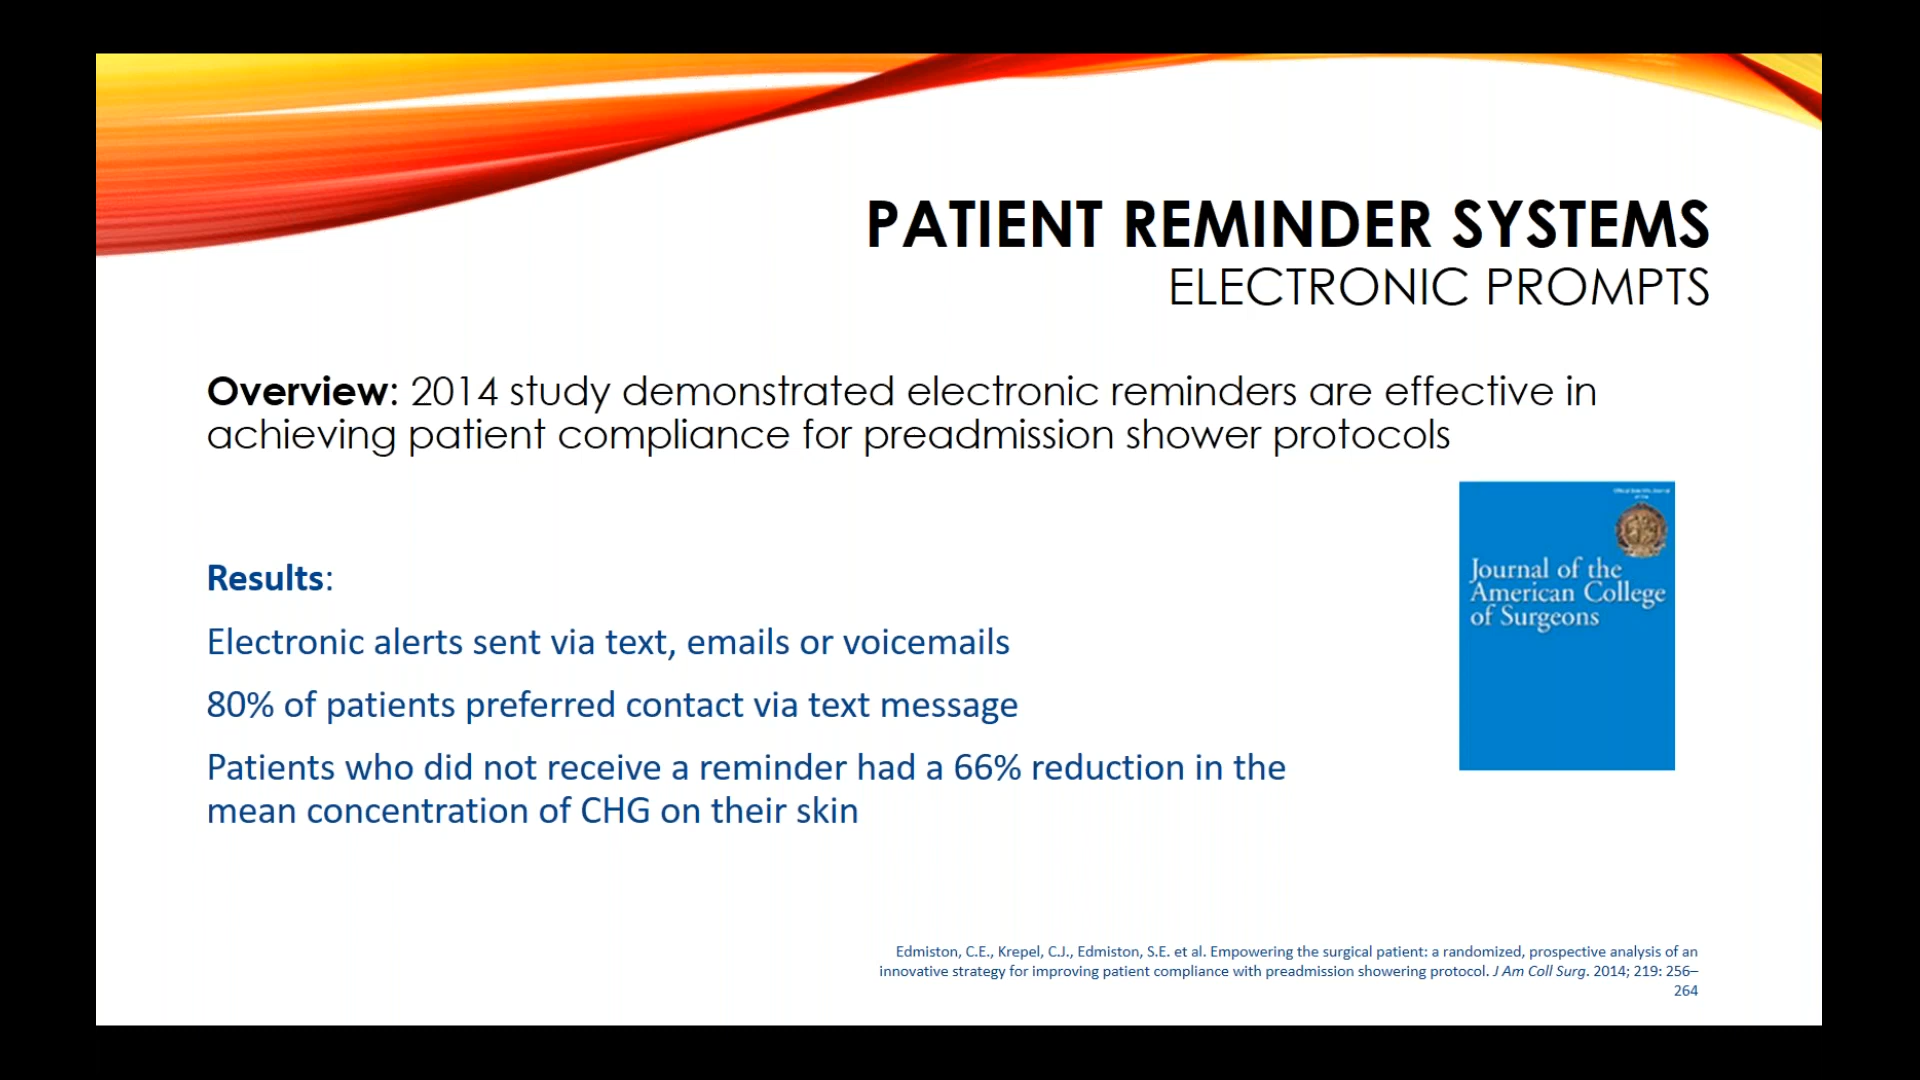 PATIENT REMINDER SYSTEMS
ELECTRONIC PROMPTS
Overview: 2014 study demonstrated electronic reminders are effective in
achieving patient compliance for preadmission shower protocols
Journal of the
American College
of Surgeons
Results:
Electronic alerts sent via text, emails or voicemails
80% of patients preferred contact via text message
Patients who did not receive a reminder had a 66% reduction in the
mean concentration of CHG on their skin
Edmiston, C.E., Krepel, C.J., Edmiston, S.E. et al. Empowering the surgical patient: a randomized, prospective analysis of an
innovative strategy for improving patient compliance with preadmission showering protocol. J Am Coll Surg. 2014; 219: 256–
264